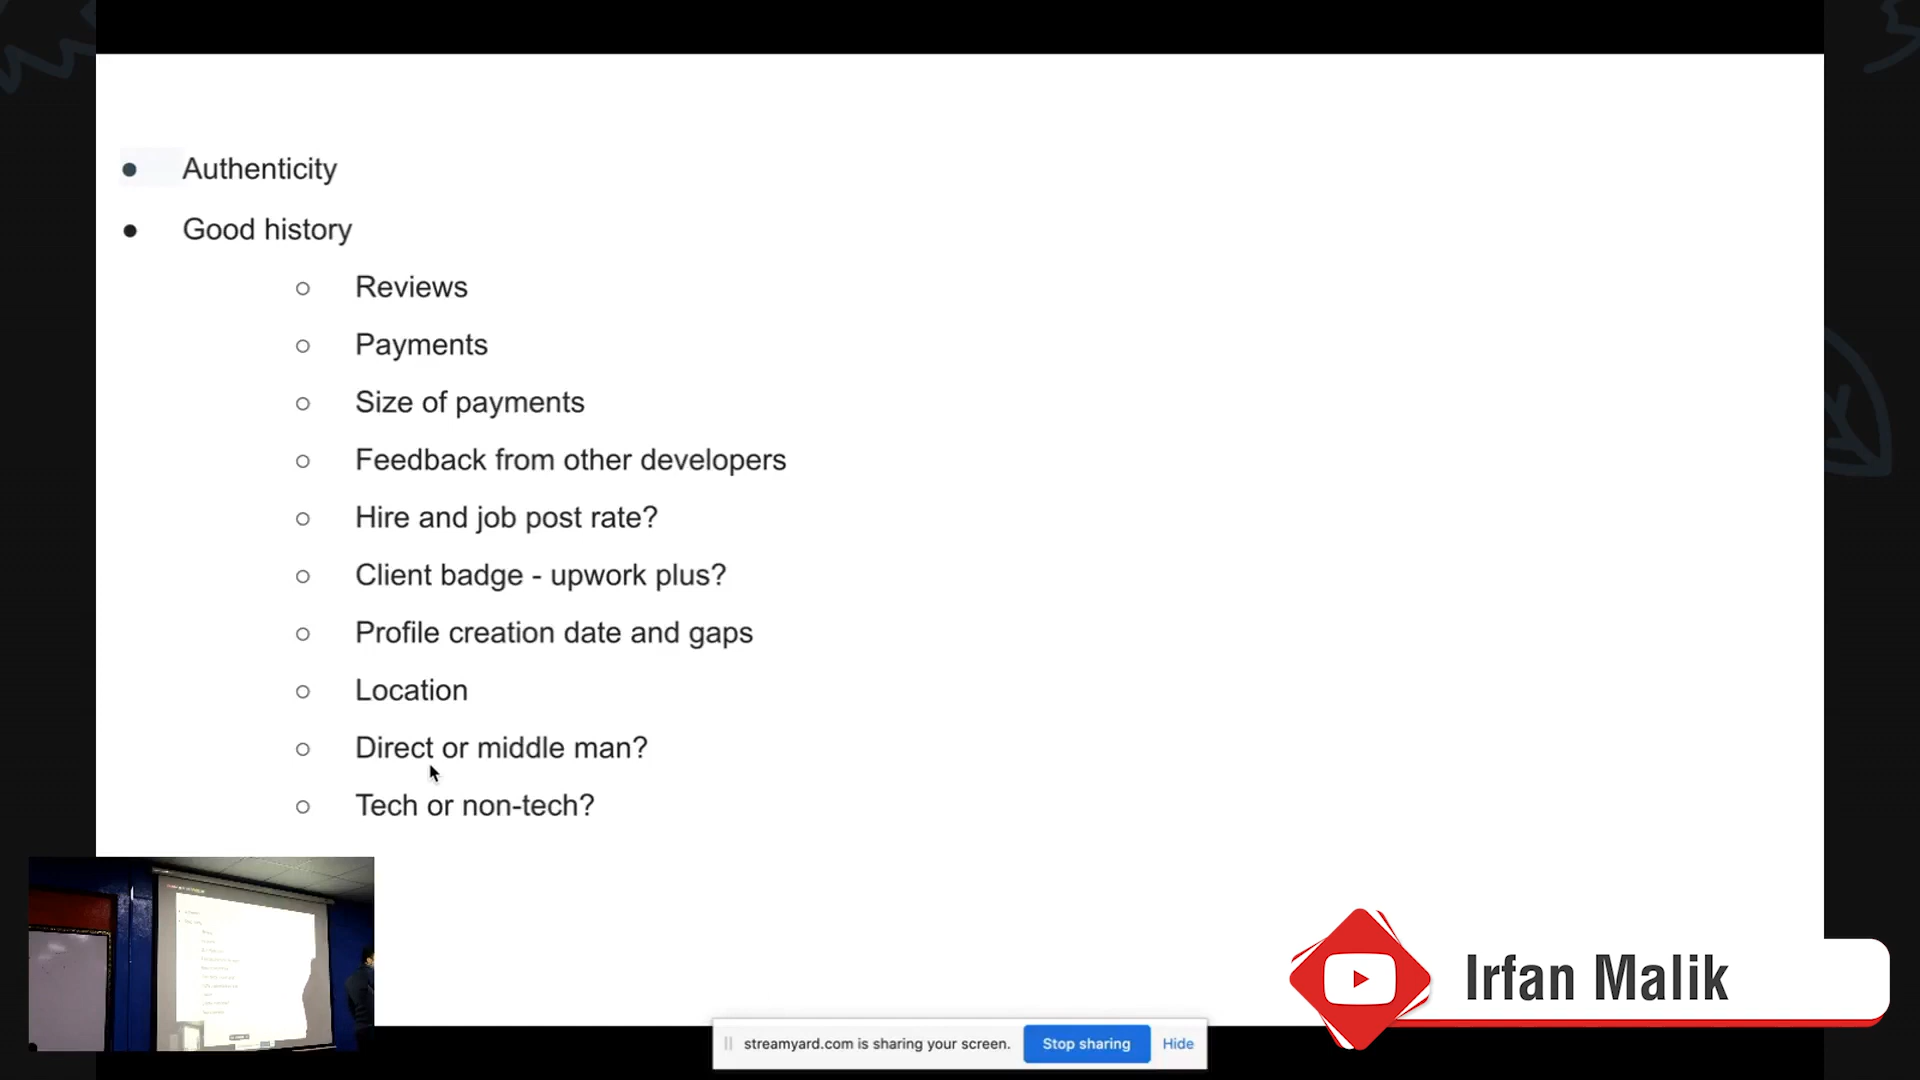 Authenticity
Good history
Reviews
Payments
Size of payments
Feedback from other developers
Hire and job post rate?
Client badge - upwork plus?
Profile creation date and gaps
Location
Direct or middle man?
Tech or non-tech?
Irfan Malik
streamyard.com is sharing your screen.
Stop sharing
Hide